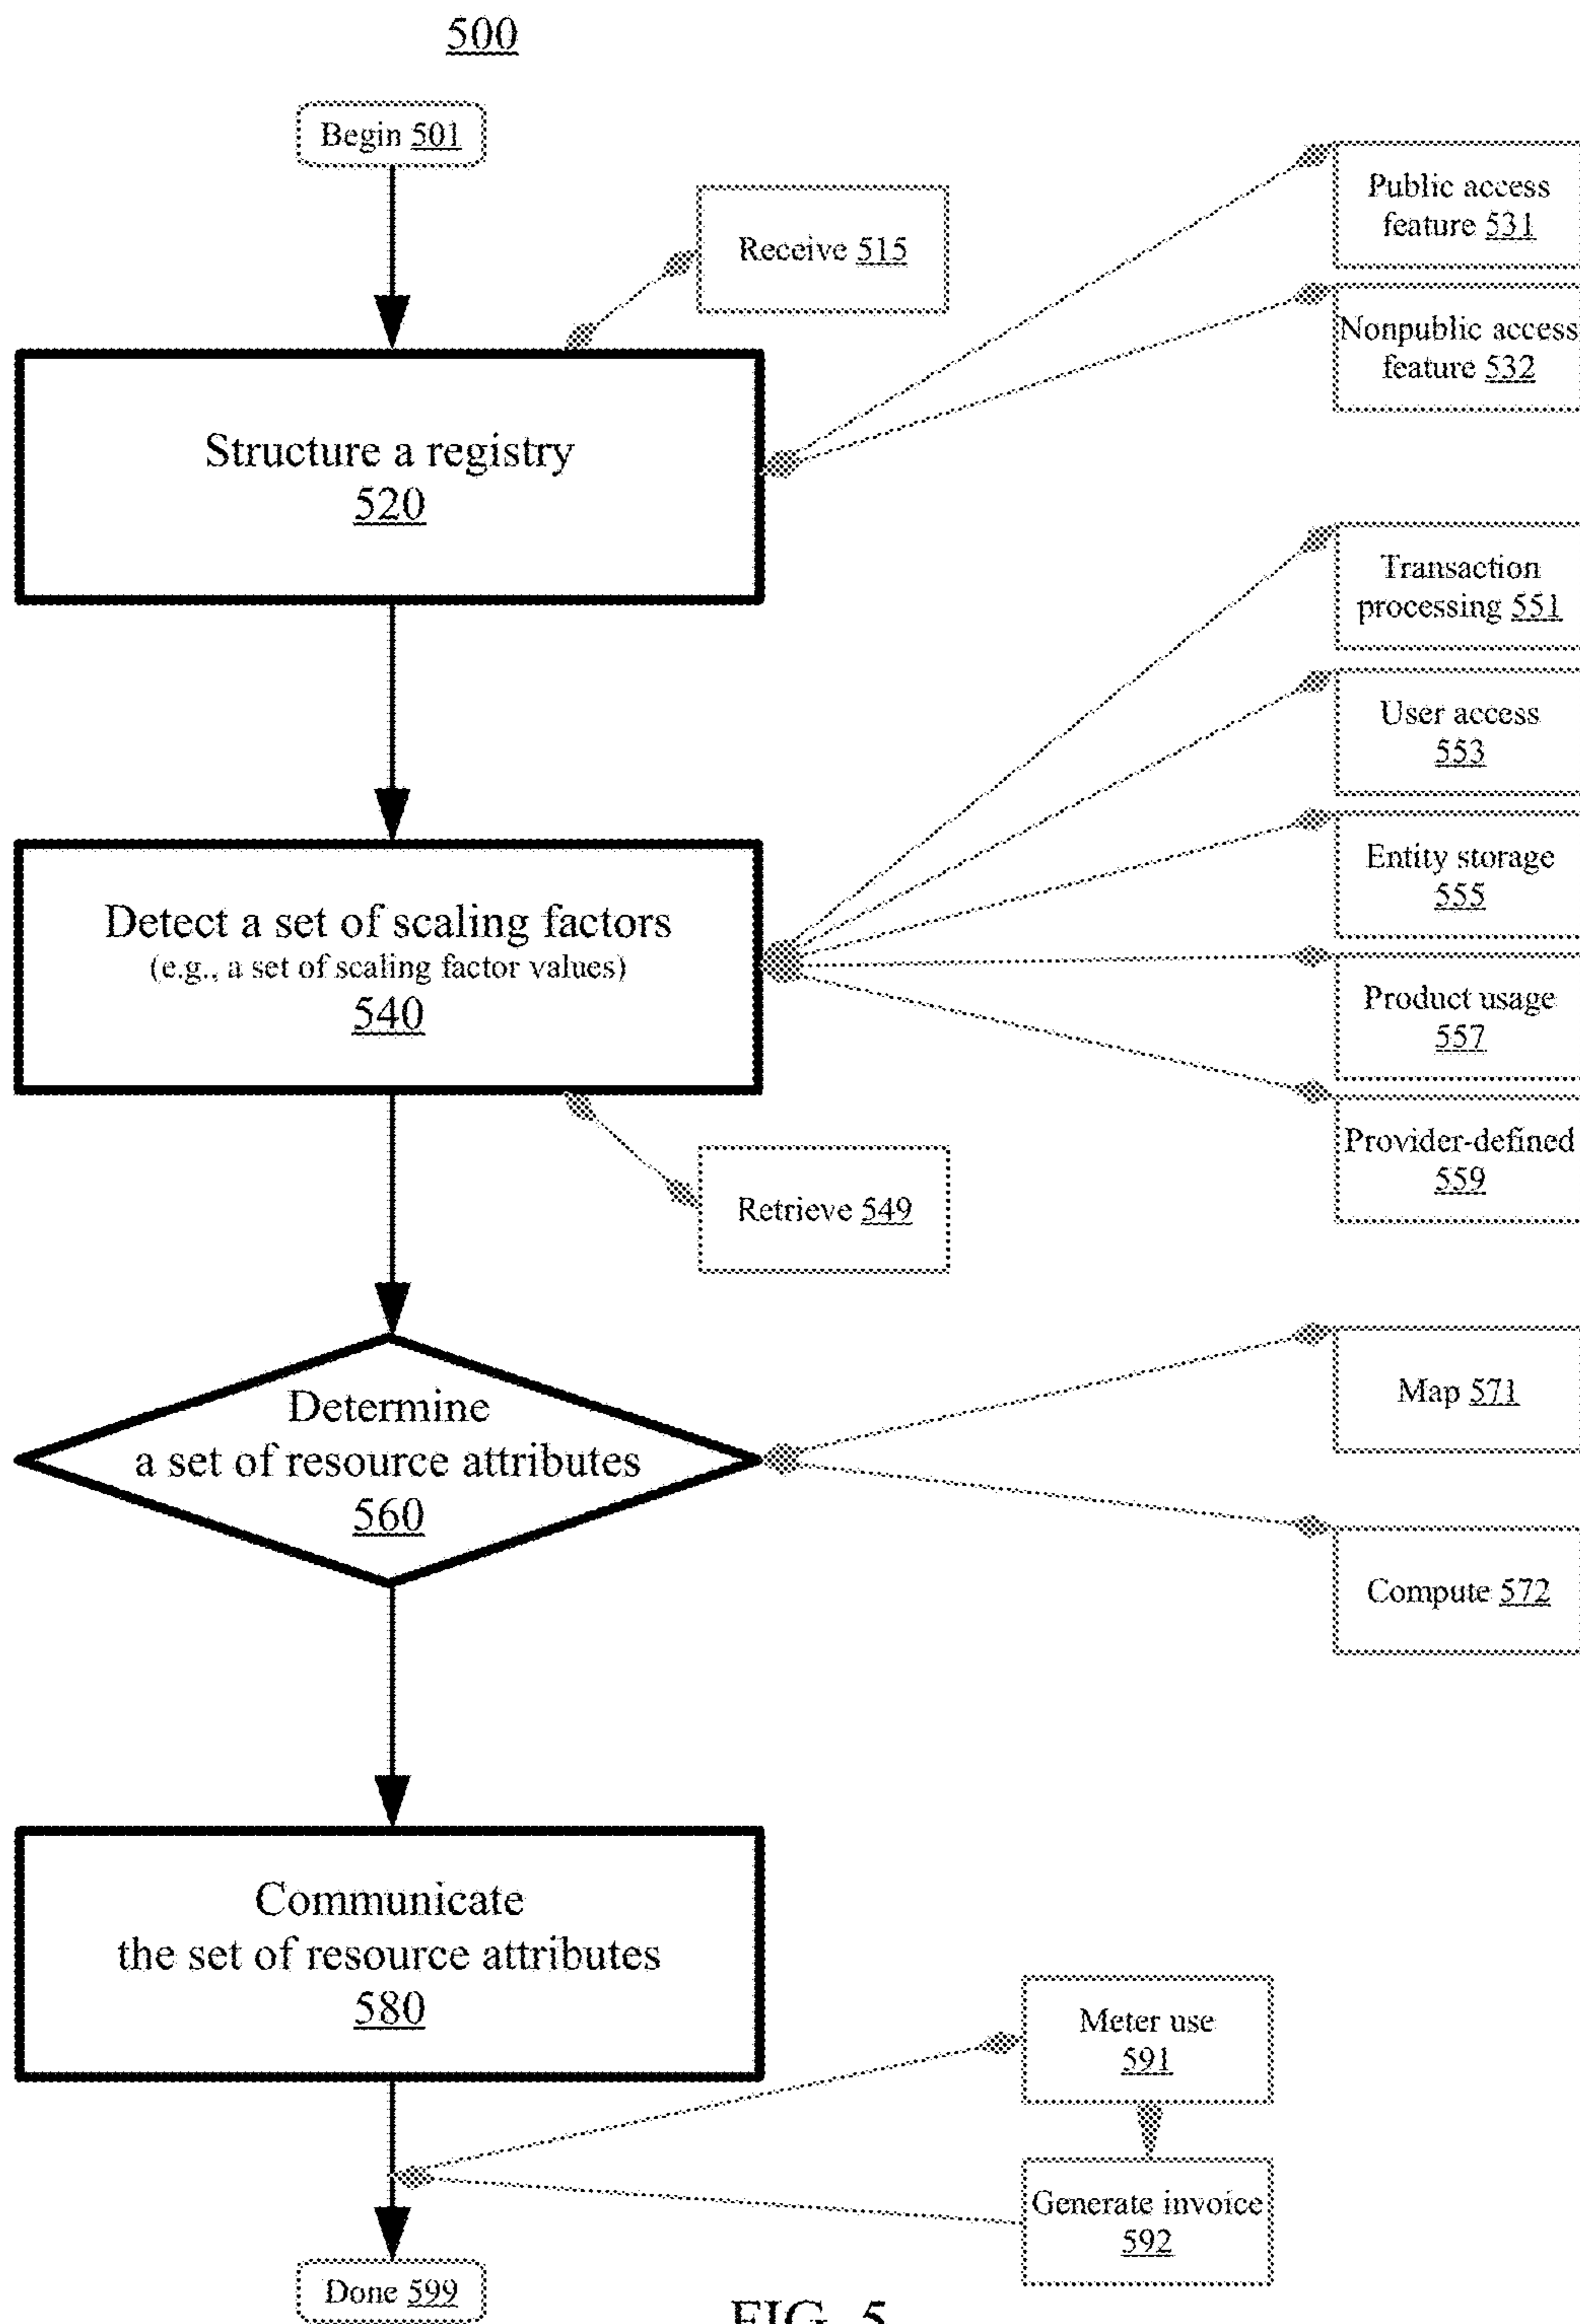 500
Begin 501
Receive 515
Public access
feature 531
Nonpublic access
feature 532
Structure a registry
520
Transaction
processing 551
User access
553
Entity storage
555
Detect a set of scaling factors
(e.g., a set of scaling factor values)
540
Product usage
557
Provider-defined
559
Retrieve 549
Determine
a set of resource attributes
560
Map 571
Compute 572
Communicate
the set of resource attributes
580
Meter use
591
Generate invoice
592
Done 599
FIG. 5